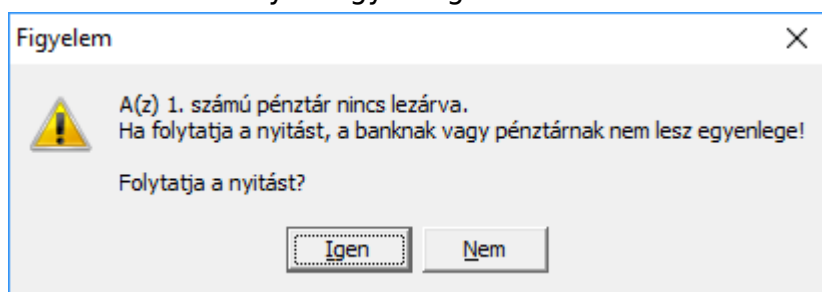 Figyelem
A(z) 1. számú pénztár nincs lezárva.
Ha folytatja a nyitást, a banknak vagy pénztárnak nem lesz egyenlege!
Folytatja a nyitást?
Igen
Nem